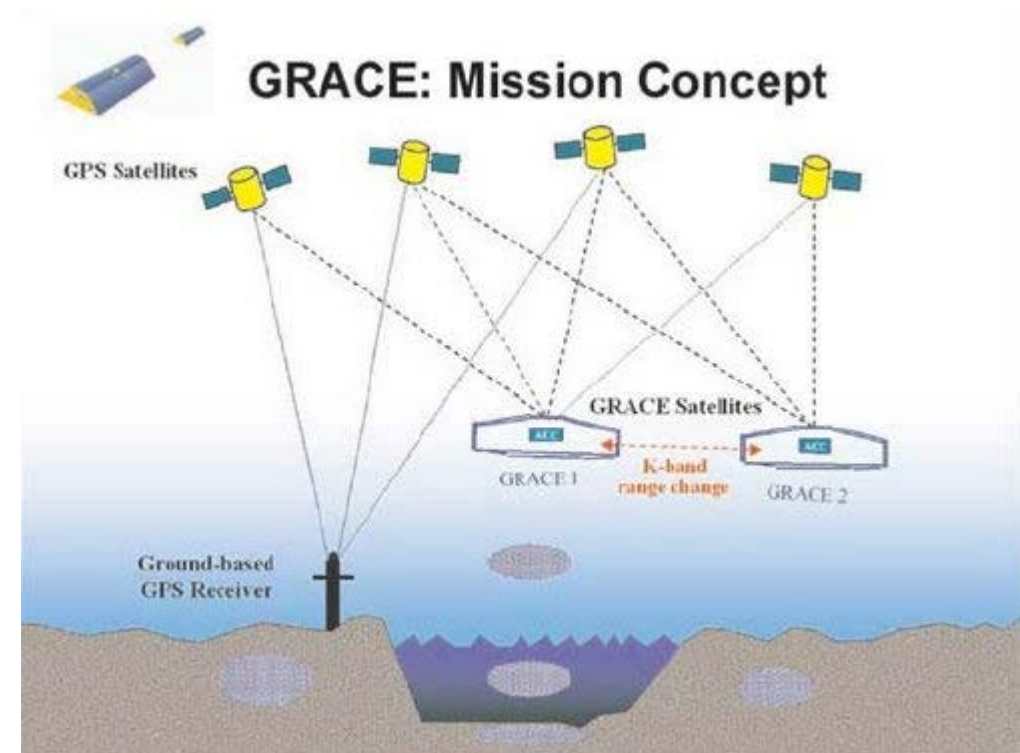 GRACE: Mission Concept
GPS Satellites
GRACE Satellites
ACC
ACC
K-band
range change
GRACE 1
GRACE 2
Ground-based
GPS Receiver